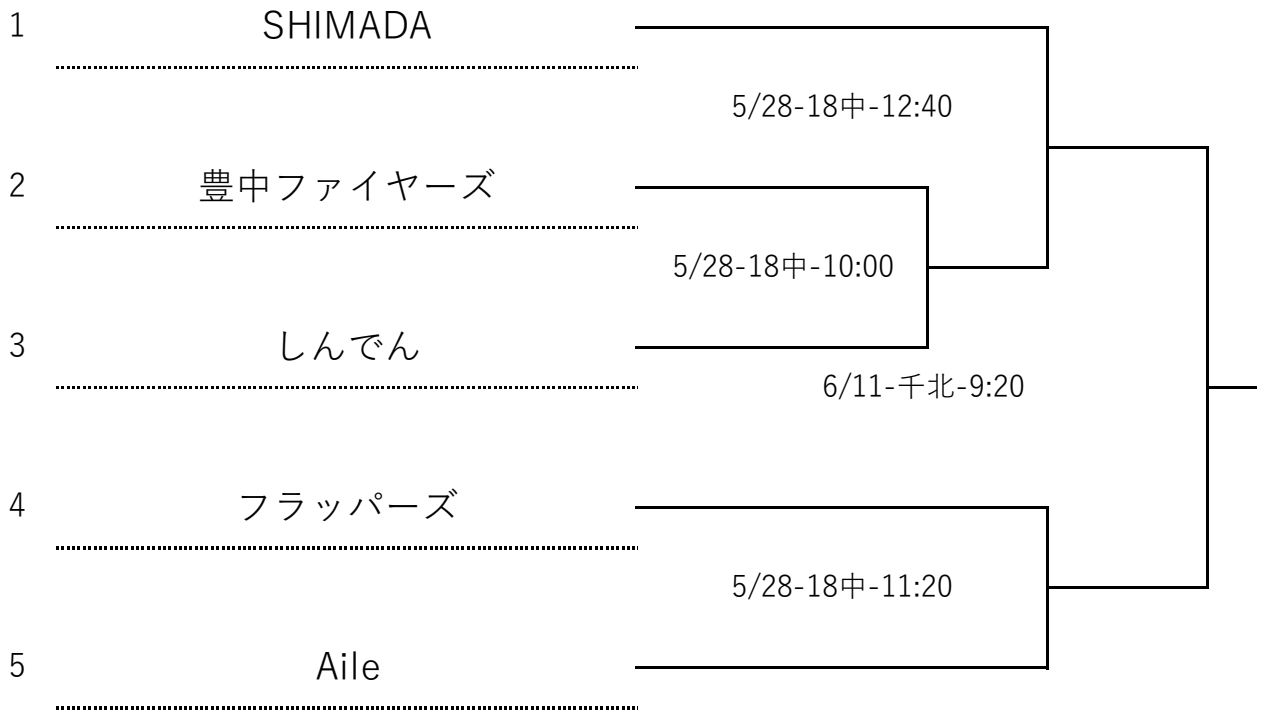 1 SHIMADA
5/28-18中-12:40
2 豊中ファイヤーズ
5/28-18中-10:00
3 しんでん
6/11-千北-9:20
4 フラッパーズ
5/28-18中-11:20
5 Aile